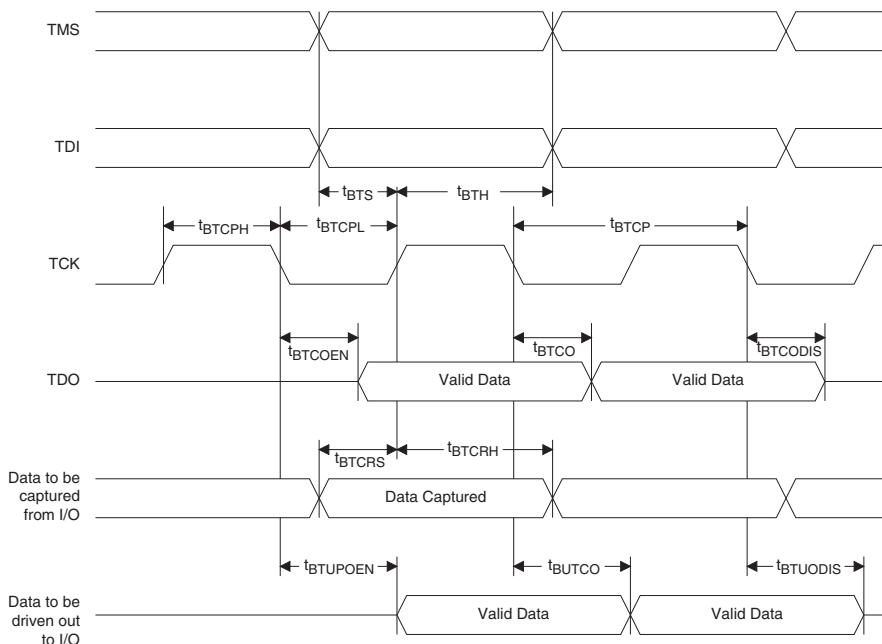 TMS
TDI
tBTS
tBTH
tBTCPH
tBTCPL
tBTCP
TCK
tBTCOEN
tBTCO
tBTCODIS
TDO
Valid Data
Valid Data
tBTCRS
tBTCRH
Data to be
captured
from I/O
Data Captured
tBTUPOEN
tBUTCO
tBTUODIS
Data to be
driven out
to I/O
Valid Data
Valid Data